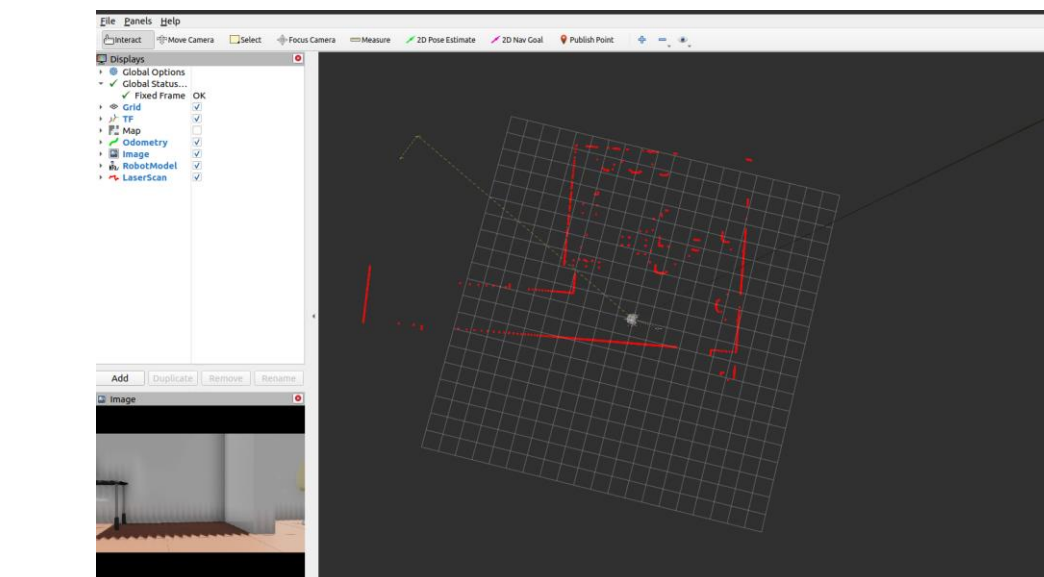 File Panels Help
Interact Move Camera Select Focus Camera Measure 2D Pose Estimate 2D Nav Goal Publish Point
Displays
Global Options
Global Status...
Fixed Frame OK
Grid
TF
Map
Odometry
Image
RobotModel
LaserScan
Add Duplicate Remove Rename
Image